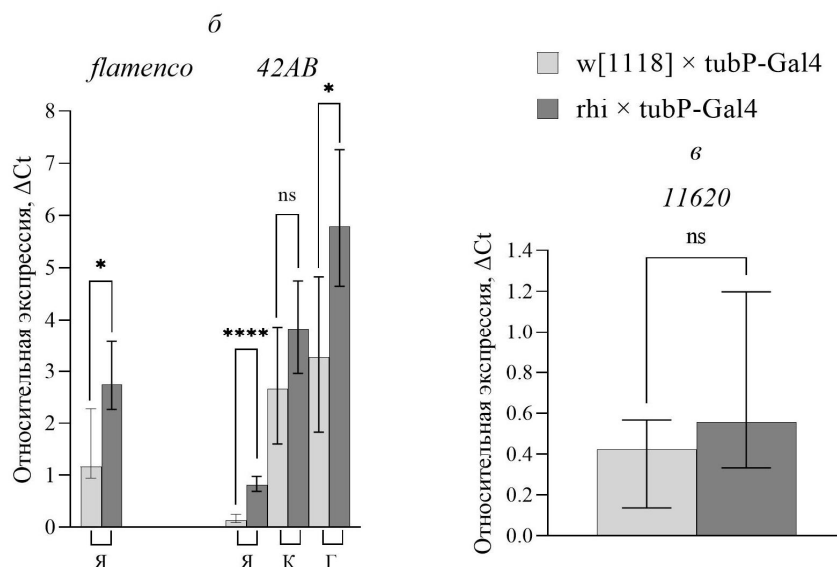 б
flamenco 42AB
Относительная экспрессия, ΔCt
8
7
6
5
4
3
2
1
0
*
****
ns
*
Я Я К Г
w[1118] × tubP-Gal4
rhi × tubP-Gal4
в
11620
Относительная экспрессия, ΔCt
1.4
1.2
1.0
0.8
0.6
0.4
0.2
0.0
ns